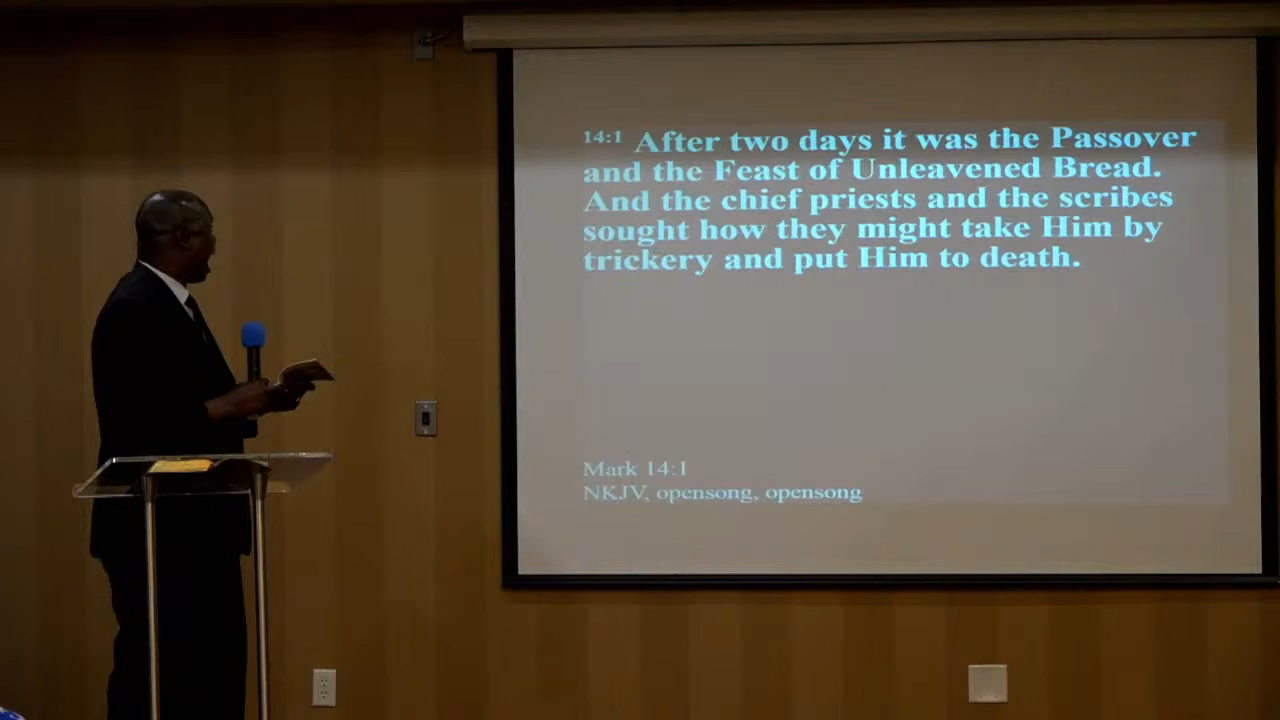 14:1 After two days it was the Passover
and the Feast of Unleavened Bread.
And the chief priests and the scribes
sought how they might take Him by
trickery and put Him to death.
Mark 14:1
NKJV, opensong, opensong